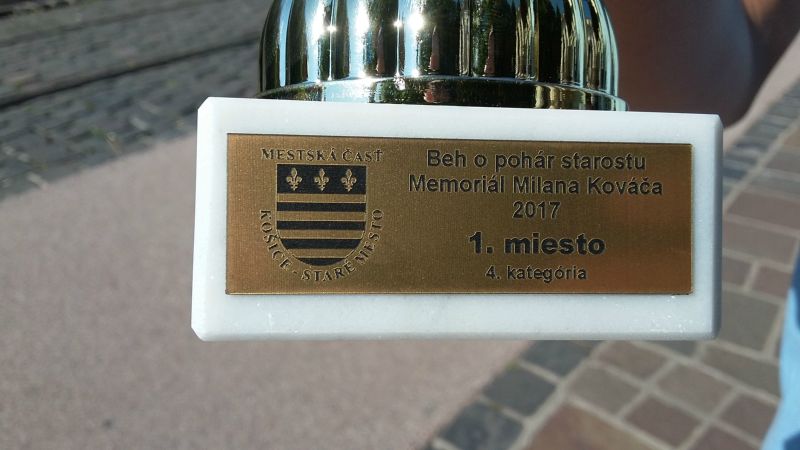 MESTSKÁ ČASŤ
KOŠICE - STARÉ MESTO
Beh o pohár starostu
Memoriál Milana Kováča
2017
1. miesto
4. kategória